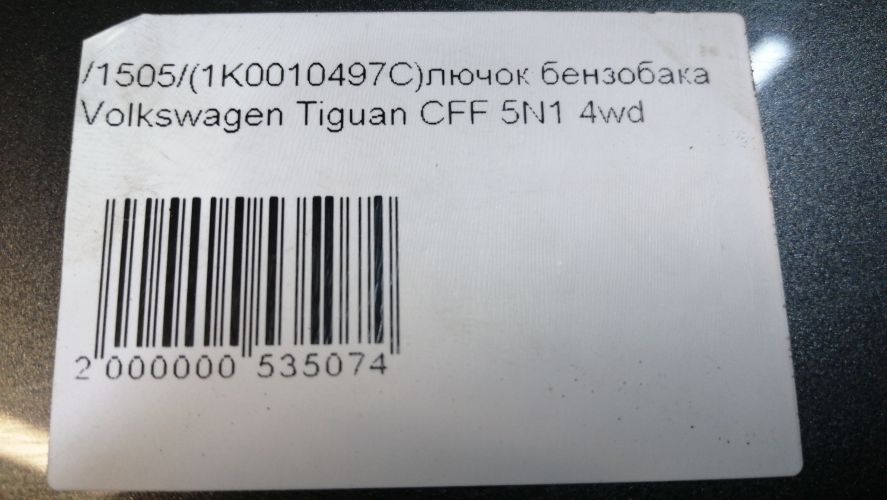 /1505/(1K0010497C)лючок бензобака
Volkswagen Tiguan CFF 5N1 4wd
2 000000 535074